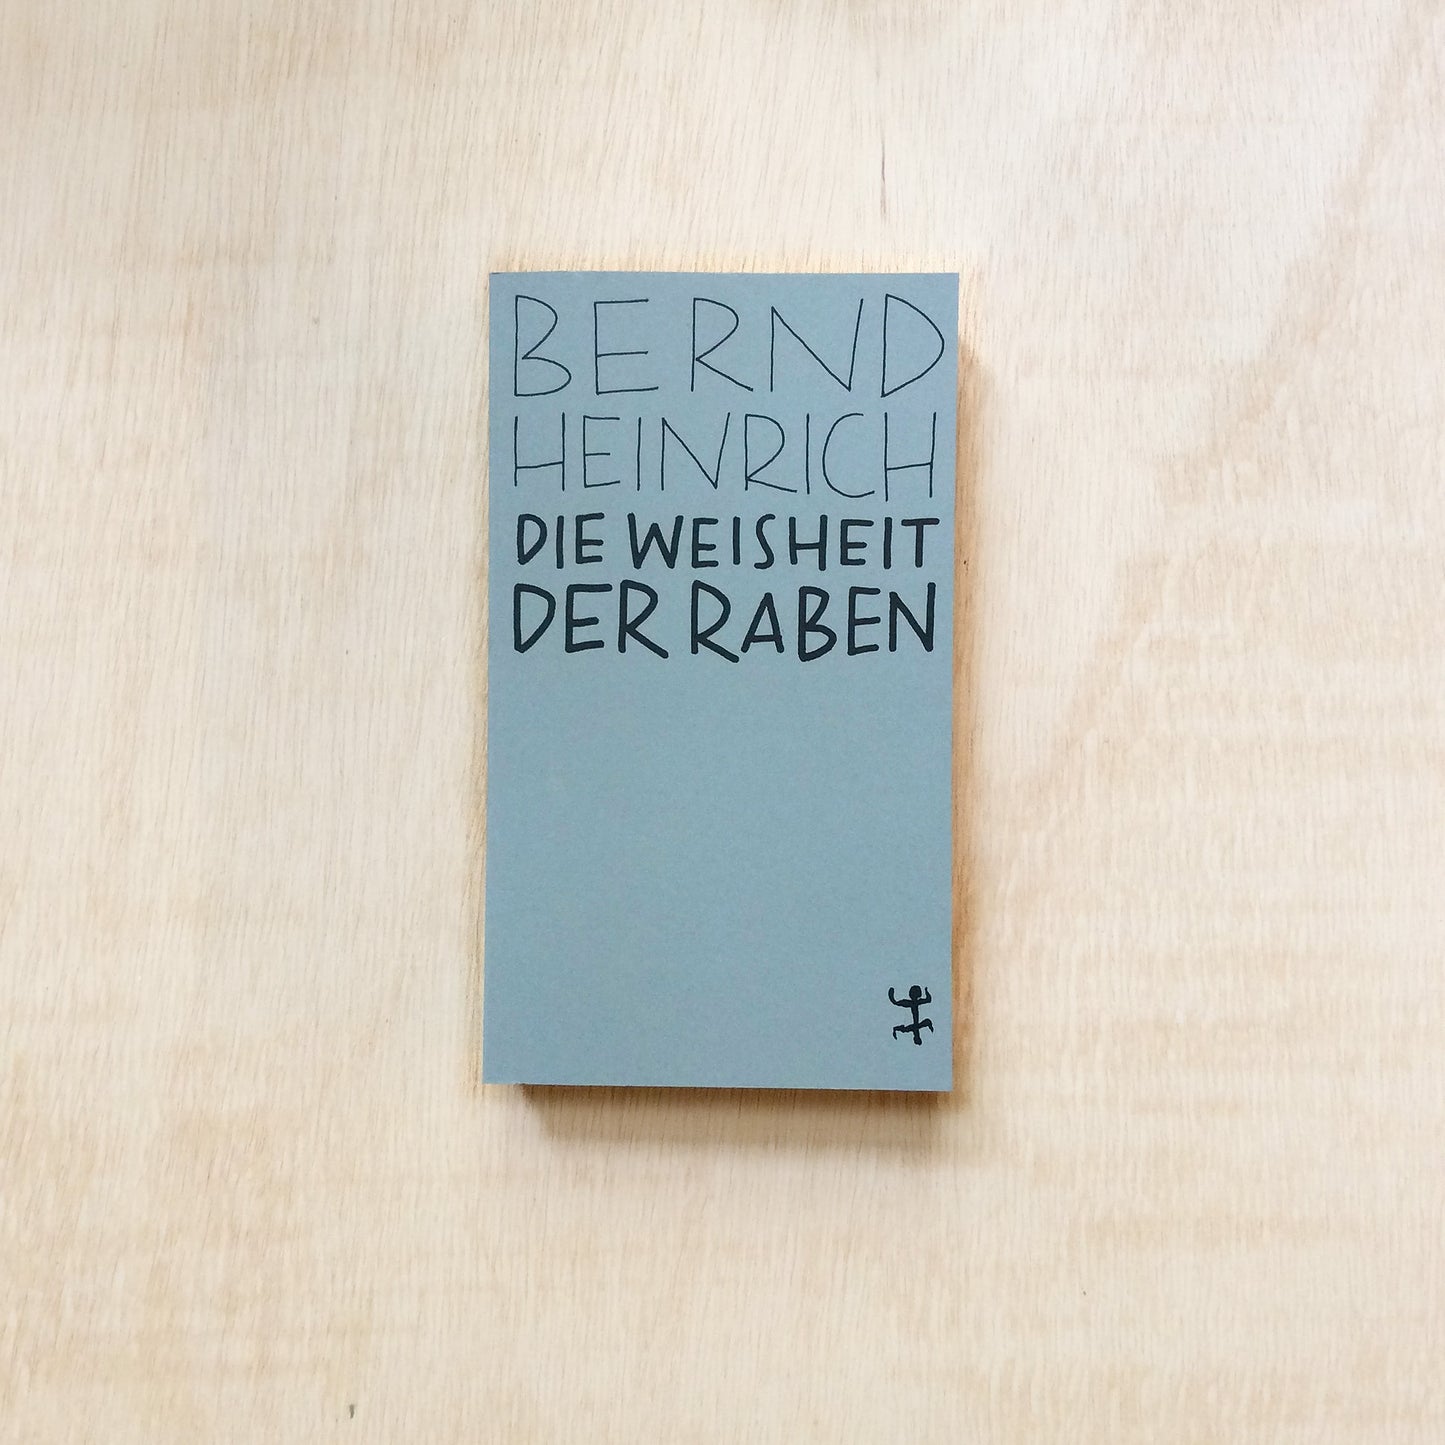 BERND
HEINRICH
DIE WEISHEIT
DER RABEN